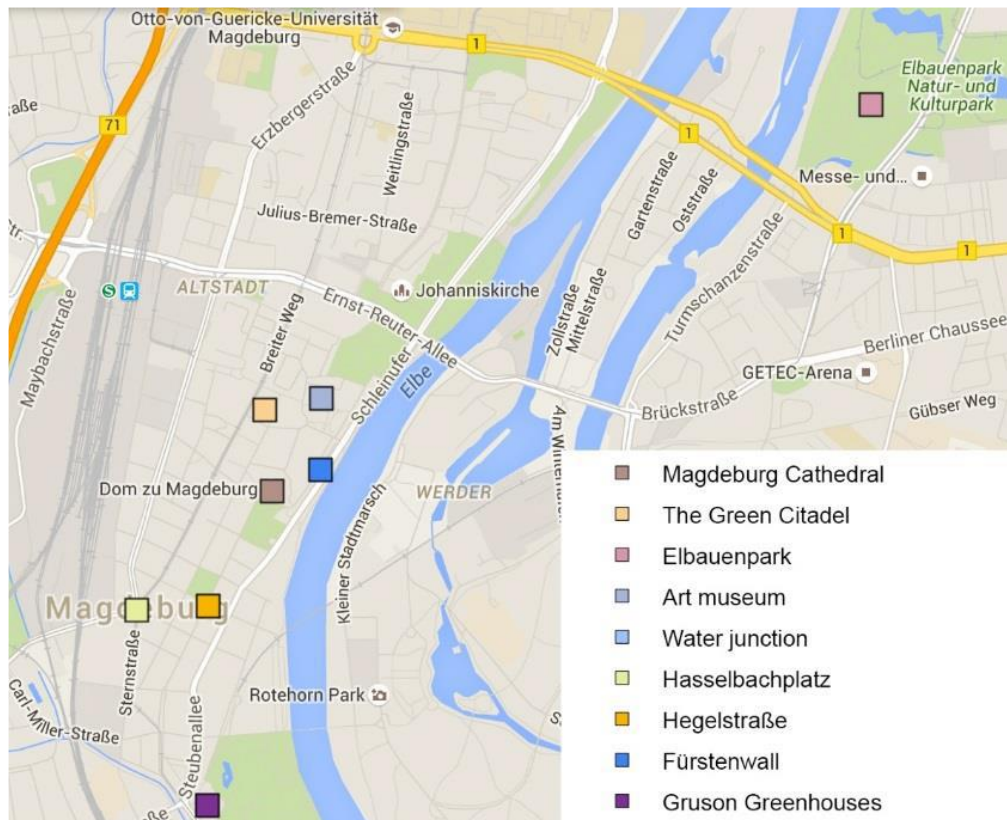 Otto-von-Guericke-Universität
Magdeburg
1
Elbauenpark
Natur- und
Kulturpark
raße
71
Erzbergerstraße
Weitlingstraße
1
Messe- und...
Gartenstraße
Oststraße
Julius-Bremer-Straße
Turmschanzenstraße
1
1
Str.
S
ALTSTADT
Johanniskirche
Maybachstraße
Breiter Weg
Ernst-Reuter-Allee
Zollstraße
Mittelstraße
Berliner Chaussee
Schleinufer
Elbe
GETEC-Arena
Brückstraße
Gübser Weg
Dom zu Magdeburg
WERDER
Kleiner Stadtmarsch
Magdeburg
Sternstraße
Rotehorn Park
Carl-Miller-Straße
Steubenallee
Magdeburg Cathedral
The Green Citadel
Elbauenpark
Art museum
Water junction
Hasselbachplatz
Hegelstraße
Fürstenwall
Gruson Greenhouses